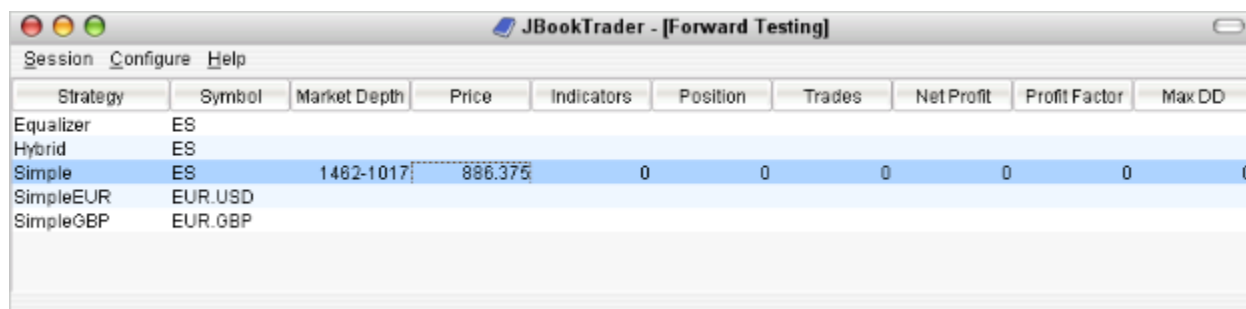 JBookTrader - [Forward Testing]
Session Configure Help
Strategy Symbol Market Depth Price Indicators Position Trades Net Profit Profit Factor Max DD
Equalizer ES
Hybrid ES
Simple ES 1462-1017 886.375 0 0 0 0 0 0
SimpleEUR EUR.USD
SimpleGBP EUR.GBP